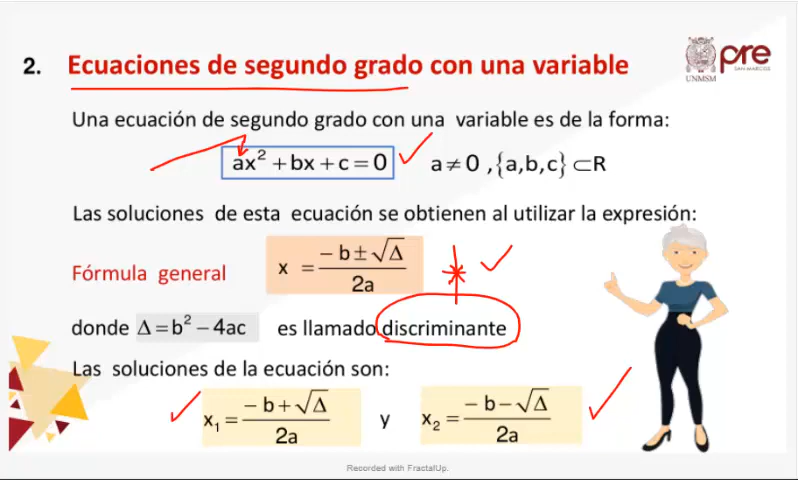 2. Ecuaciones de segundo grado con una variable
UNMSM
pre
SAN MARCOS
Una ecuación de segundo grado con una variable es de la forma:
ax² + bx + c = 0 a ≠ 0 , {a,b,c} ⊂ R
Las soluciones de esta ecuación se obtienen al utilizar la expresión:
Fórmula general x = (−b ± √Δ) / 2a
donde Δ = b² − 4ac es llamado discriminante
Las soluciones de la ecuación son:
x₁ = (−b + √Δ) / 2a y x₂ = (−b − √Δ) / 2a
Recorded with FractalUp.